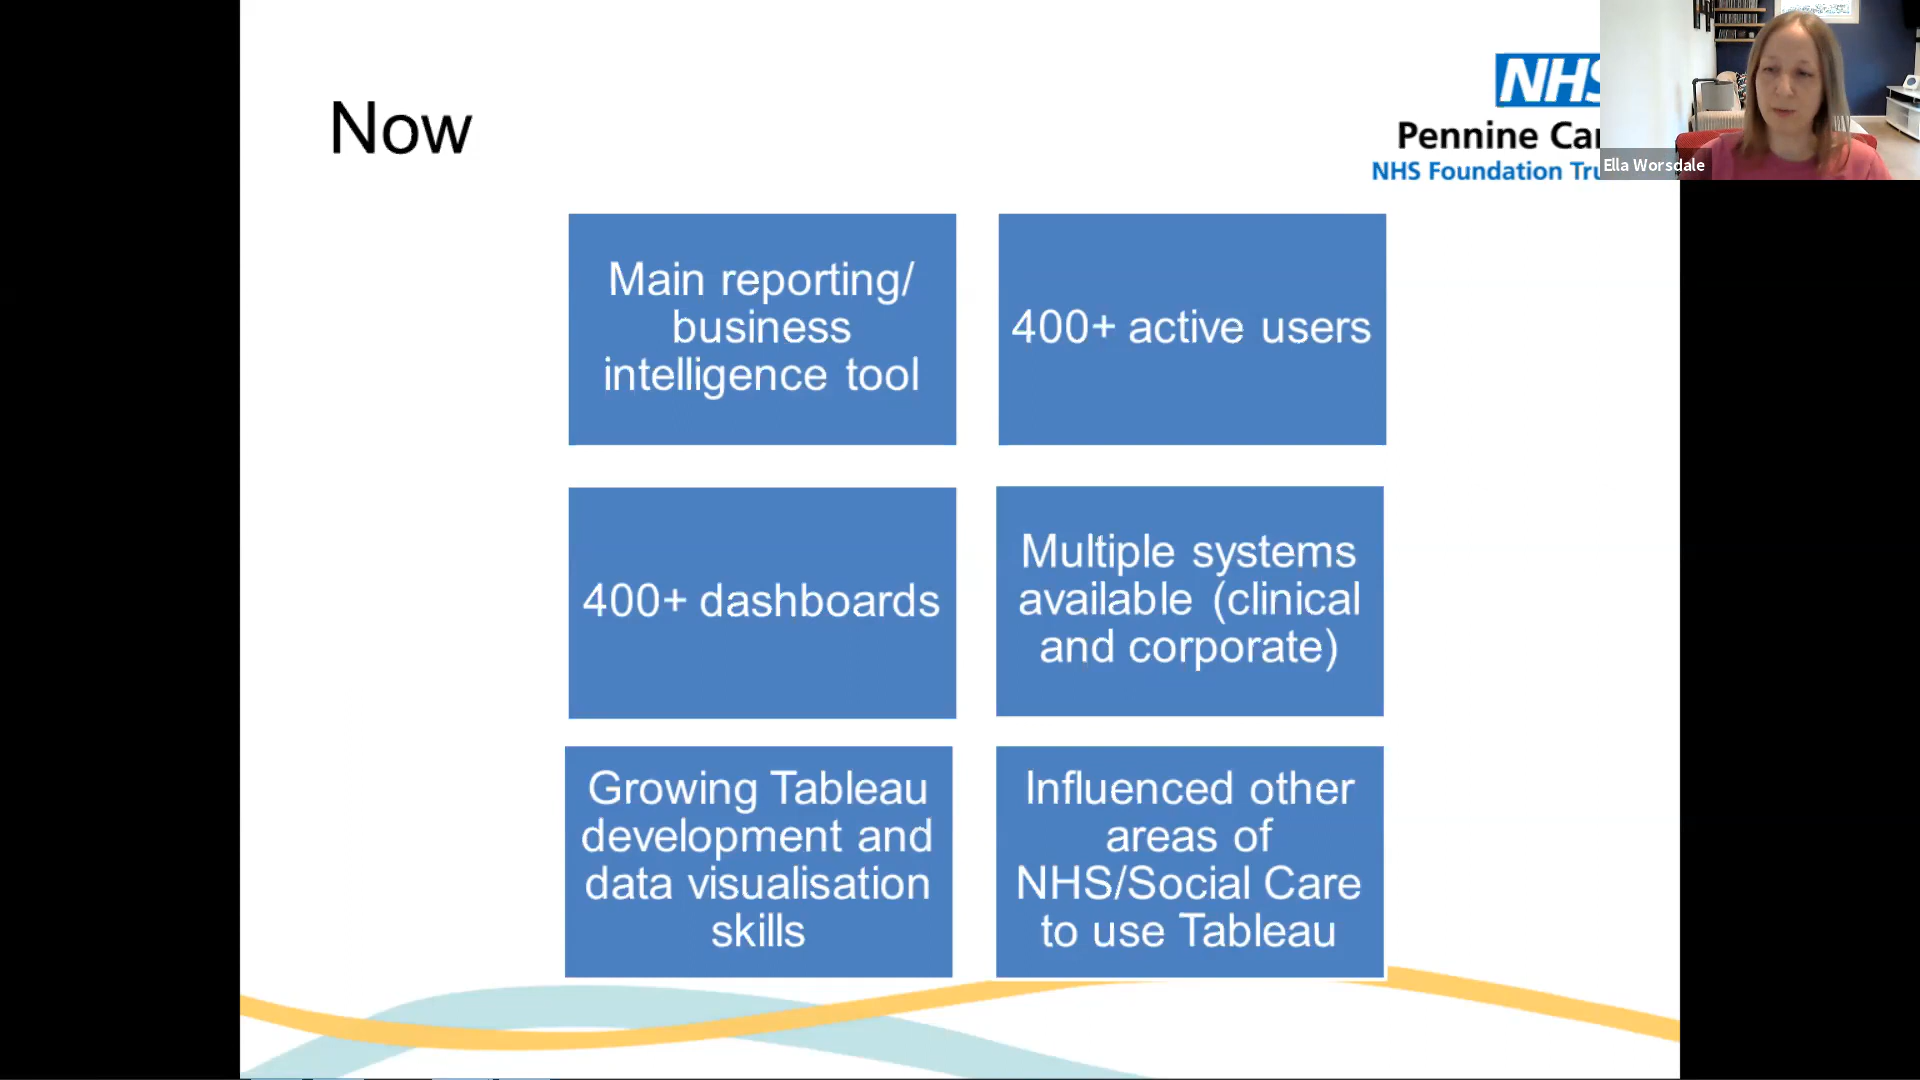 Now
NHS
Pennine Ca
NHS Foundation Tru
Ella Worsdale
Main reporting/
business
intelligence tool
400+ active users
400+ dashboards
Multiple systems
available (clinical
and corporate)
Growing Tableau
development and
data visualisation
skills
Influenced other
areas of
NHS/Social Care
to use Tableau